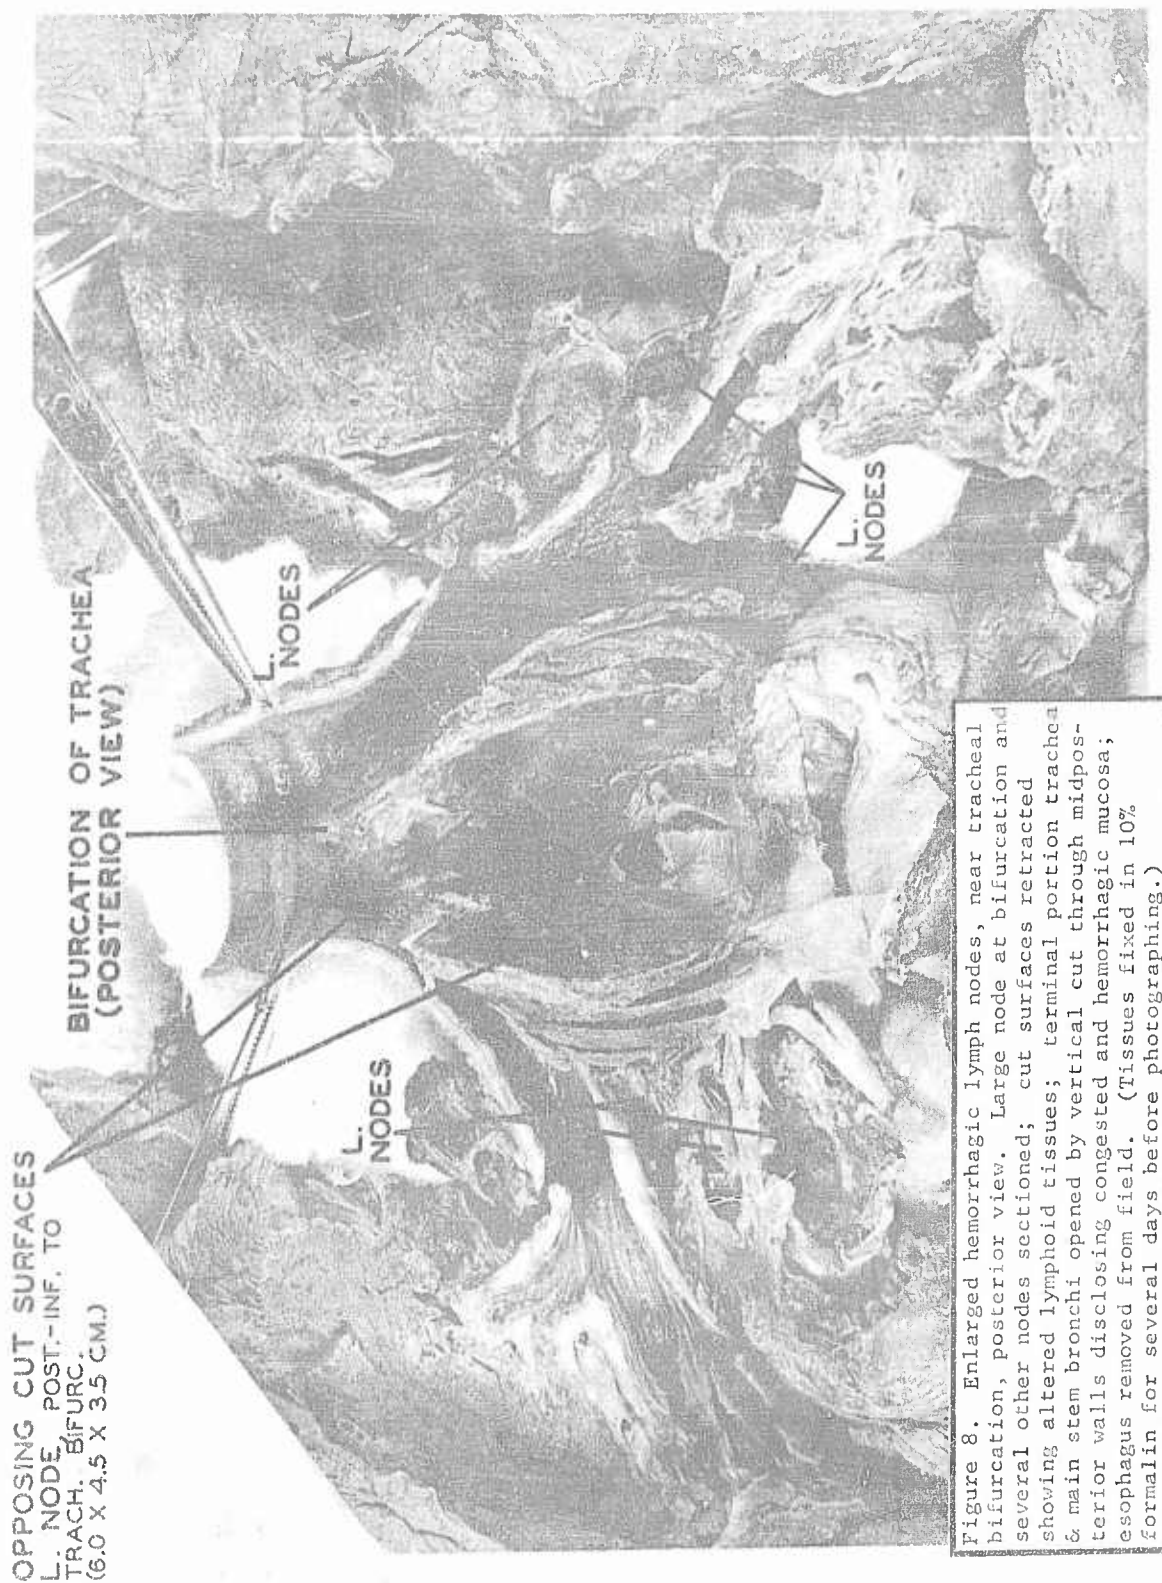 OPPOSING CUT SURFACES
L. NODE, POST.-INF. TO
TRACH. BIFURC.
(6.0 X 4.5 X 3.5 CM.)
BIFURCATION OF TRACHEA
(POSTERIOR VIEW)
L.
NODES
L.
NODES
L.
NODES
Figure 8. Enlarged hemorrhagic lymph nodes, near tracheal
bifurcation, posterior view. Large node at bifurcation and
several other nodes sectioned; cut surfaces retracted
showing altered lymphoid tissues; terminal portion trachea
& main stem bronchi opened by vertical cut through midpos-
terior walls disclosing congested and hemorrhagic mucosa;
esophagus removed from field. (Tissues fixed in 10%
formalin for several days before photographing.)